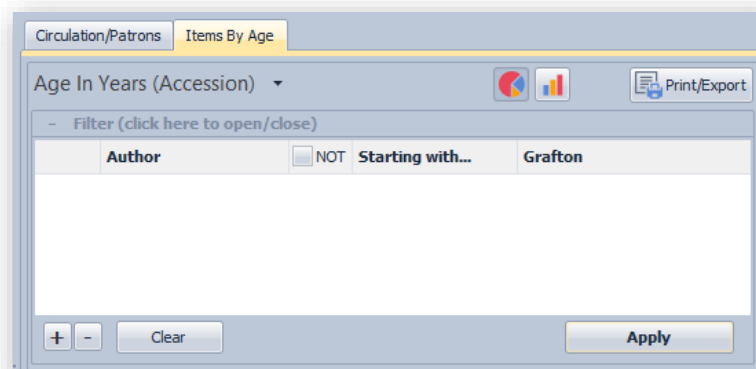 Circulation/Patrons Items By Age
Age In Years (Accession) Print/Export
- Filter (click here to open/close)
Author NOT Starting with... Grafton
+ - Clear Apply